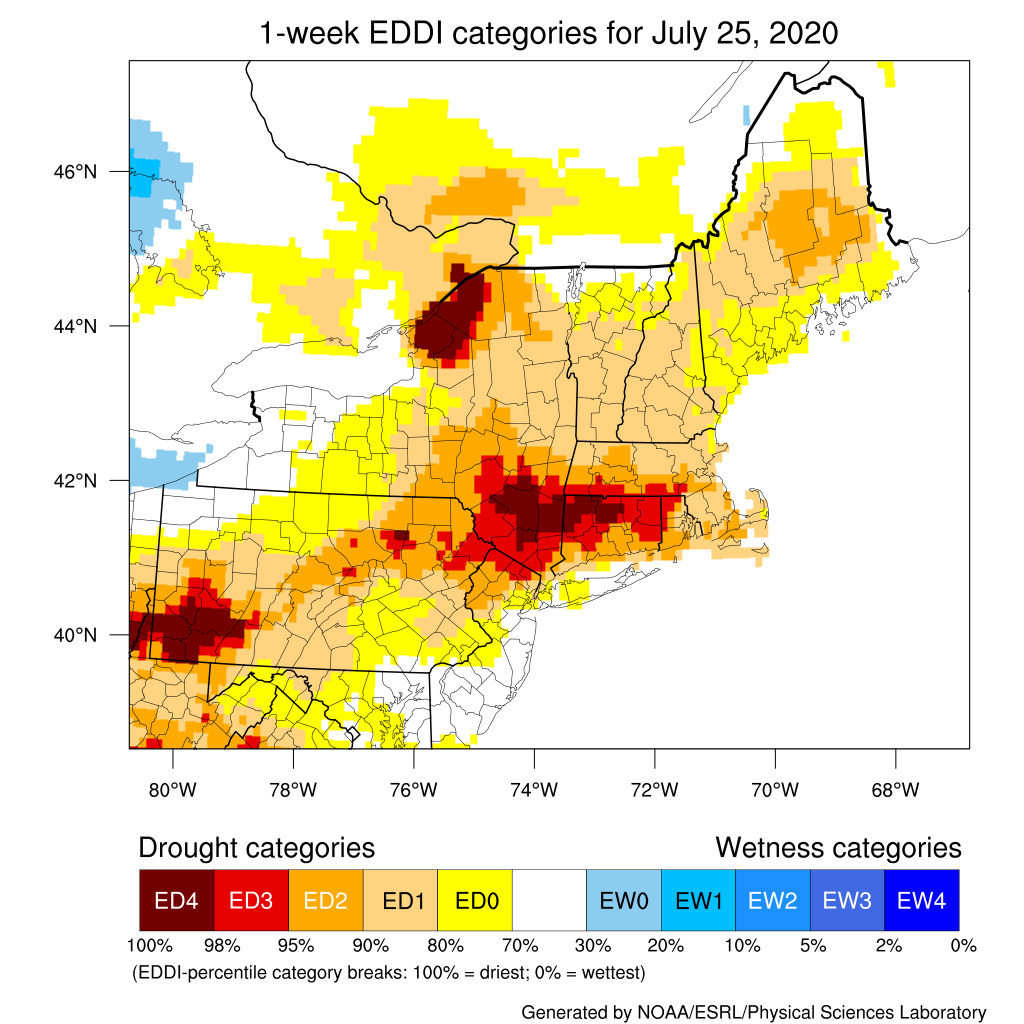 1-week EDDI categories for July 25, 2020
46°N
44°N
42°N
40°N
80°W 78°W 76°W 74°W 72°W 70°W 68°W
Drought categories Wetness categories
ED4 ED3 ED2 ED1 ED0 EW0 EW1 EW2 EW3 EW4
100% 98% 95% 90% 80% 70% 30% 20% 10% 5% 2% 0%
(EDDI-percentile category breaks: 100% = driest; 0% = wettest)
Generated by NOAA/ESRL/Physical Sciences Laboratory